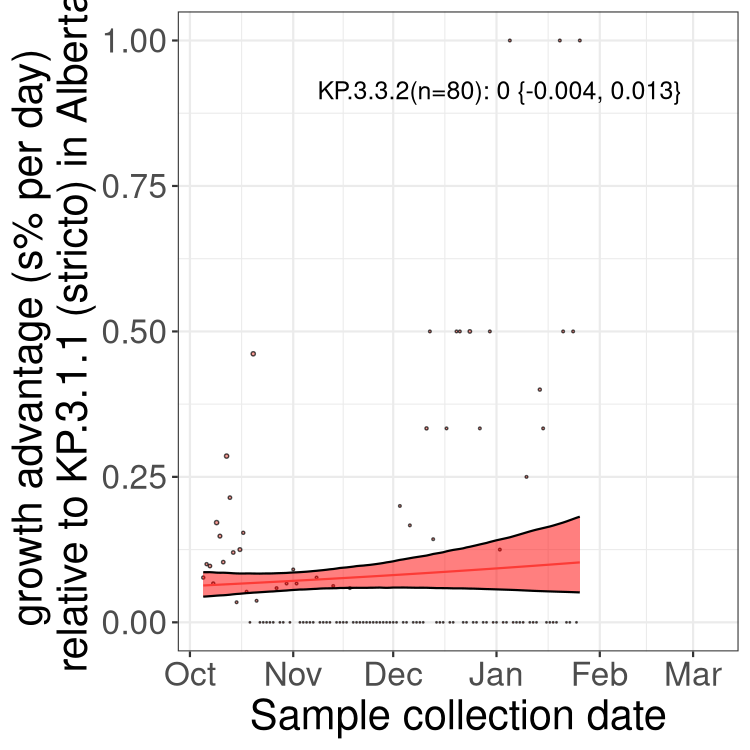 growth advantage (s% per day)
relative to KP.3.1.1 (stricto) in Alberta
1.00
0.75
0.50
0.25
0.00
KP.3.3.2(n=80): 0 {-0.004, 0.013}
Oct Nov Dec Jan Feb Mar
Sample collection date